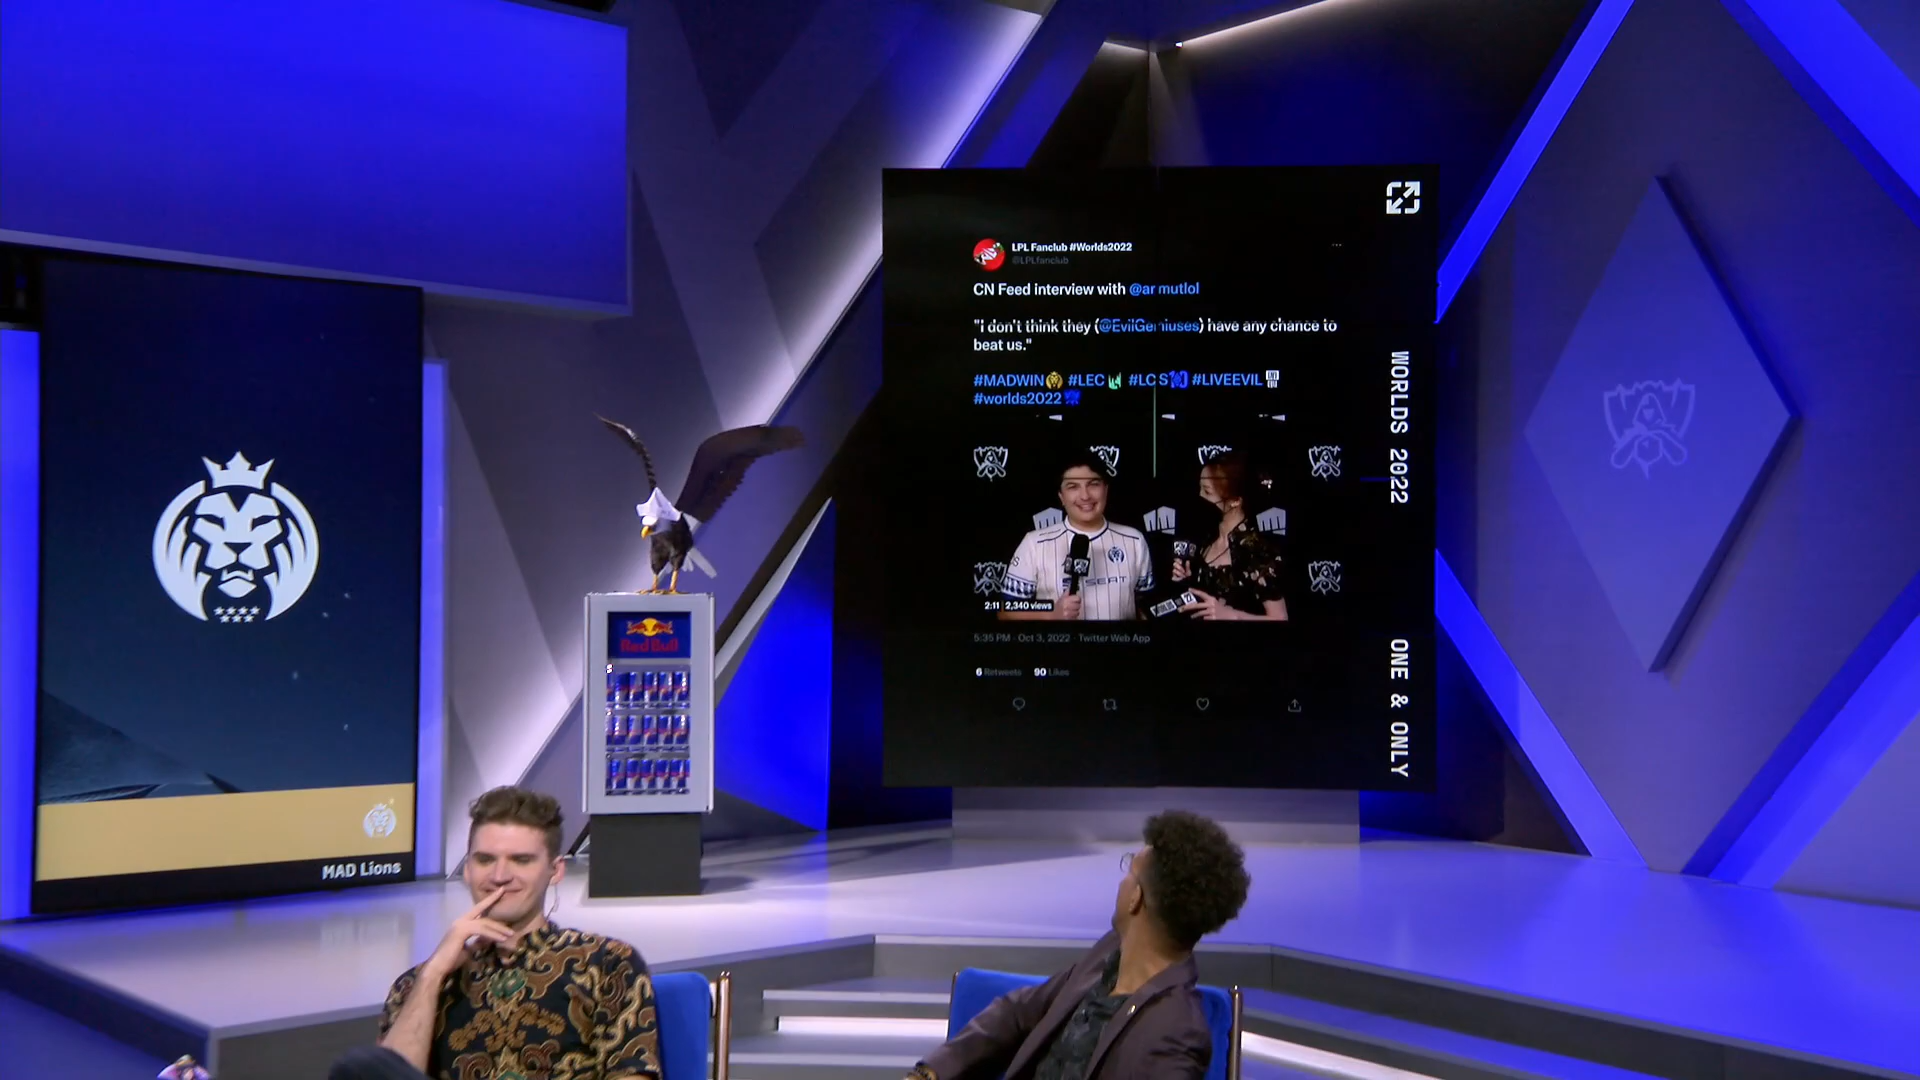 LPL Fanclub #Worlds2022
@LPLfanclub
CN Feed interview with @armutlol
"I don't think they (@EvilGeniuses) have any chance to
beat us."
#MADWIN #LEC #LCS #LIVEEVIL
#worlds2022
SEAT
2:11 2,340 views
5:35 PM · Oct 3, 2022 · Twitter Web App
6 Retweets 90 Likes
WORLDS 2022
ONE & ONLY
Red Bull
MAD Lions